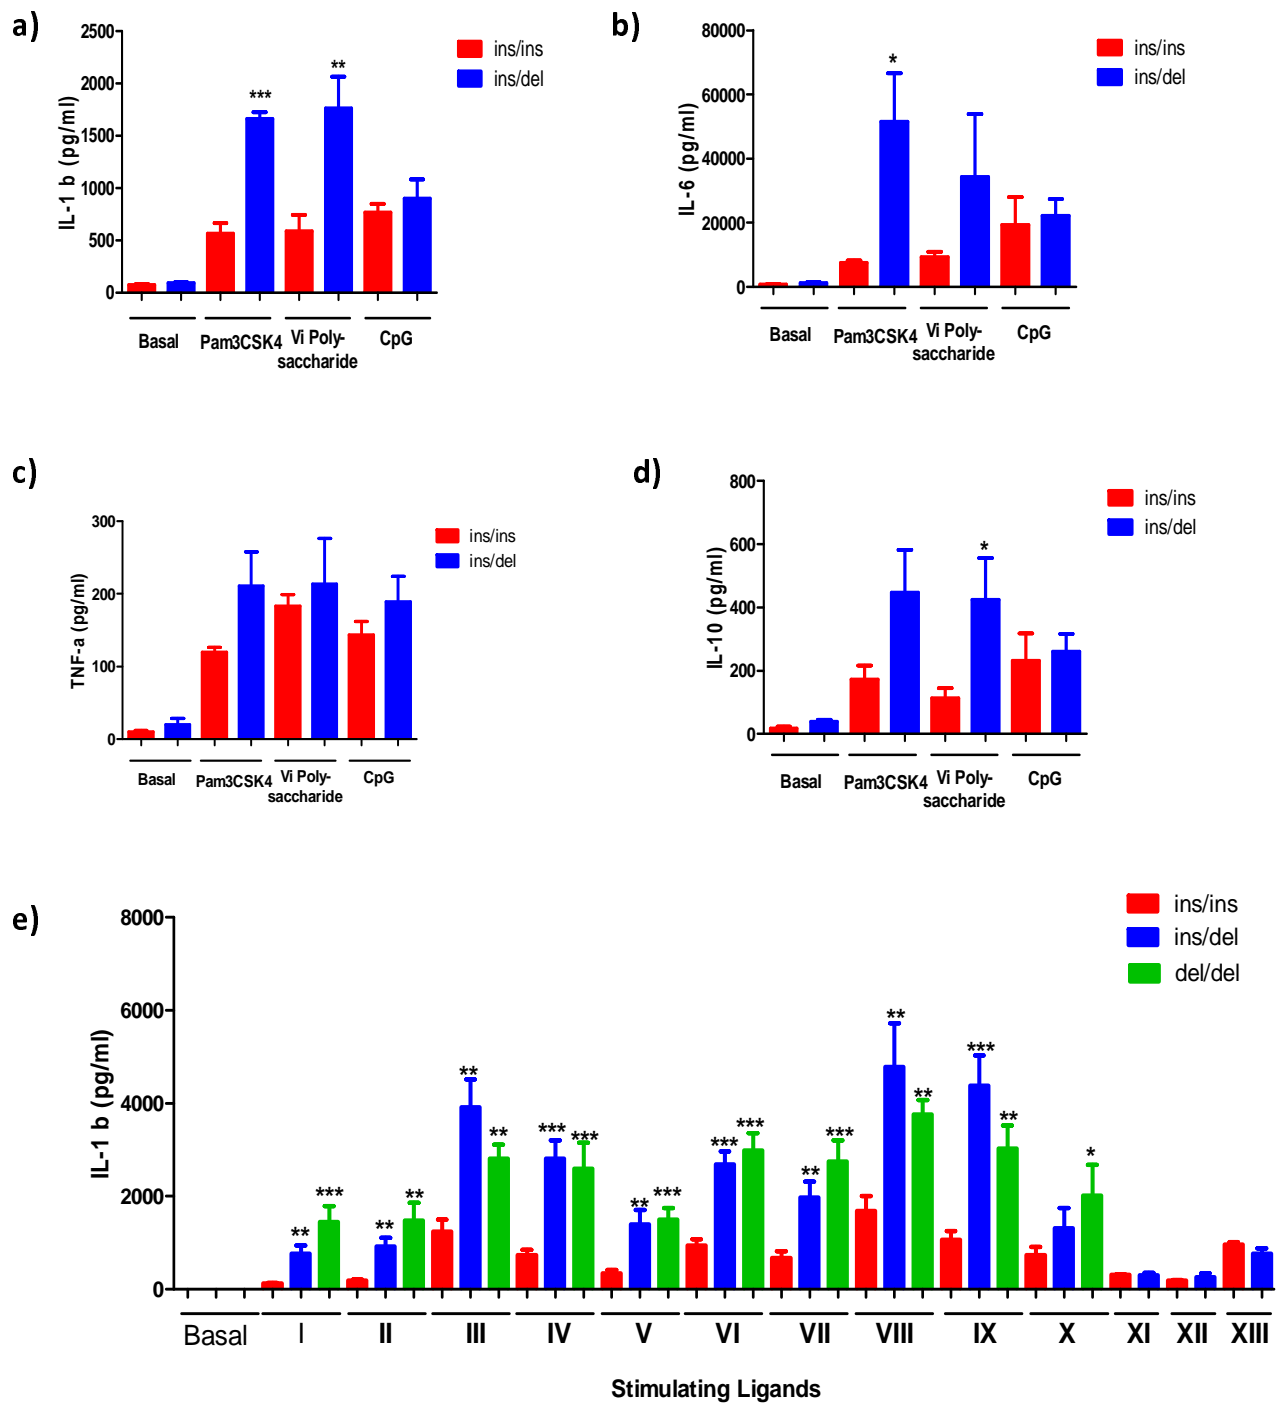 a)
2500
2000
1500
1000
500
0
IL-1 b (pg/ml)
***
**
ins/ins
ins/del
Basal
Pam3CSK4
Vi Poly-
saccharide
CpG
b)
80000
60000
40000
20000
0
IL-6 (pg/ml)
*
ins/ins
ins/del
Basal
Pam3CSK4
Vi Poly-
saccharide
CpG
c)
300
200
100
0
TNF-a (pg/ml)
ins/ins
ins/del
Basal
Pam3CSK4
Vi Poly-
saccharide
CpG
d)
800
600
400
200
0
IL-10 (pg/ml)
*
ins/ins
ins/del
Basal
Pam3CSK4
Vi Poly-
saccharide
CpG
e)
8000
6000
4000
2000
0
IL-1 b (pg/ml)
ins/ins
ins/del
del/del
** *** ** ** ** ** *** *** ** *** *** *** ** *** ** ** *** ** *
Basal I II III IV V VI VII VIII IX X XI XII XIII
Stimulating Ligands